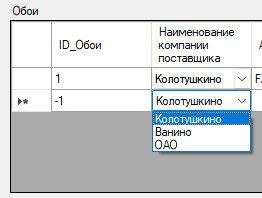 Обои
ID_Обои
Наименование
компании
поставщика
1
Колотушкино
-1
Колотушкино
Колотушкино
Ванино
ОАО